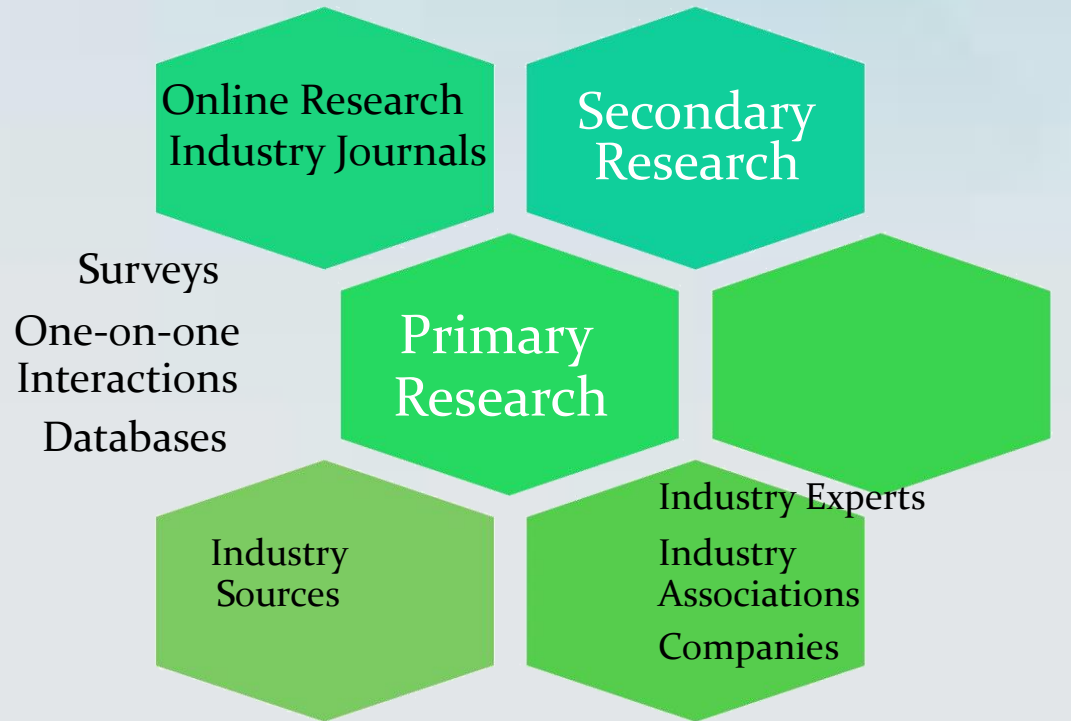 Online Research
Industry Journals
Secondary
Research
Surveys
One-on-one
Interactions
Databases
Primary
Research
Industry
Sources
Industry Experts
Industry
Associations
Companies